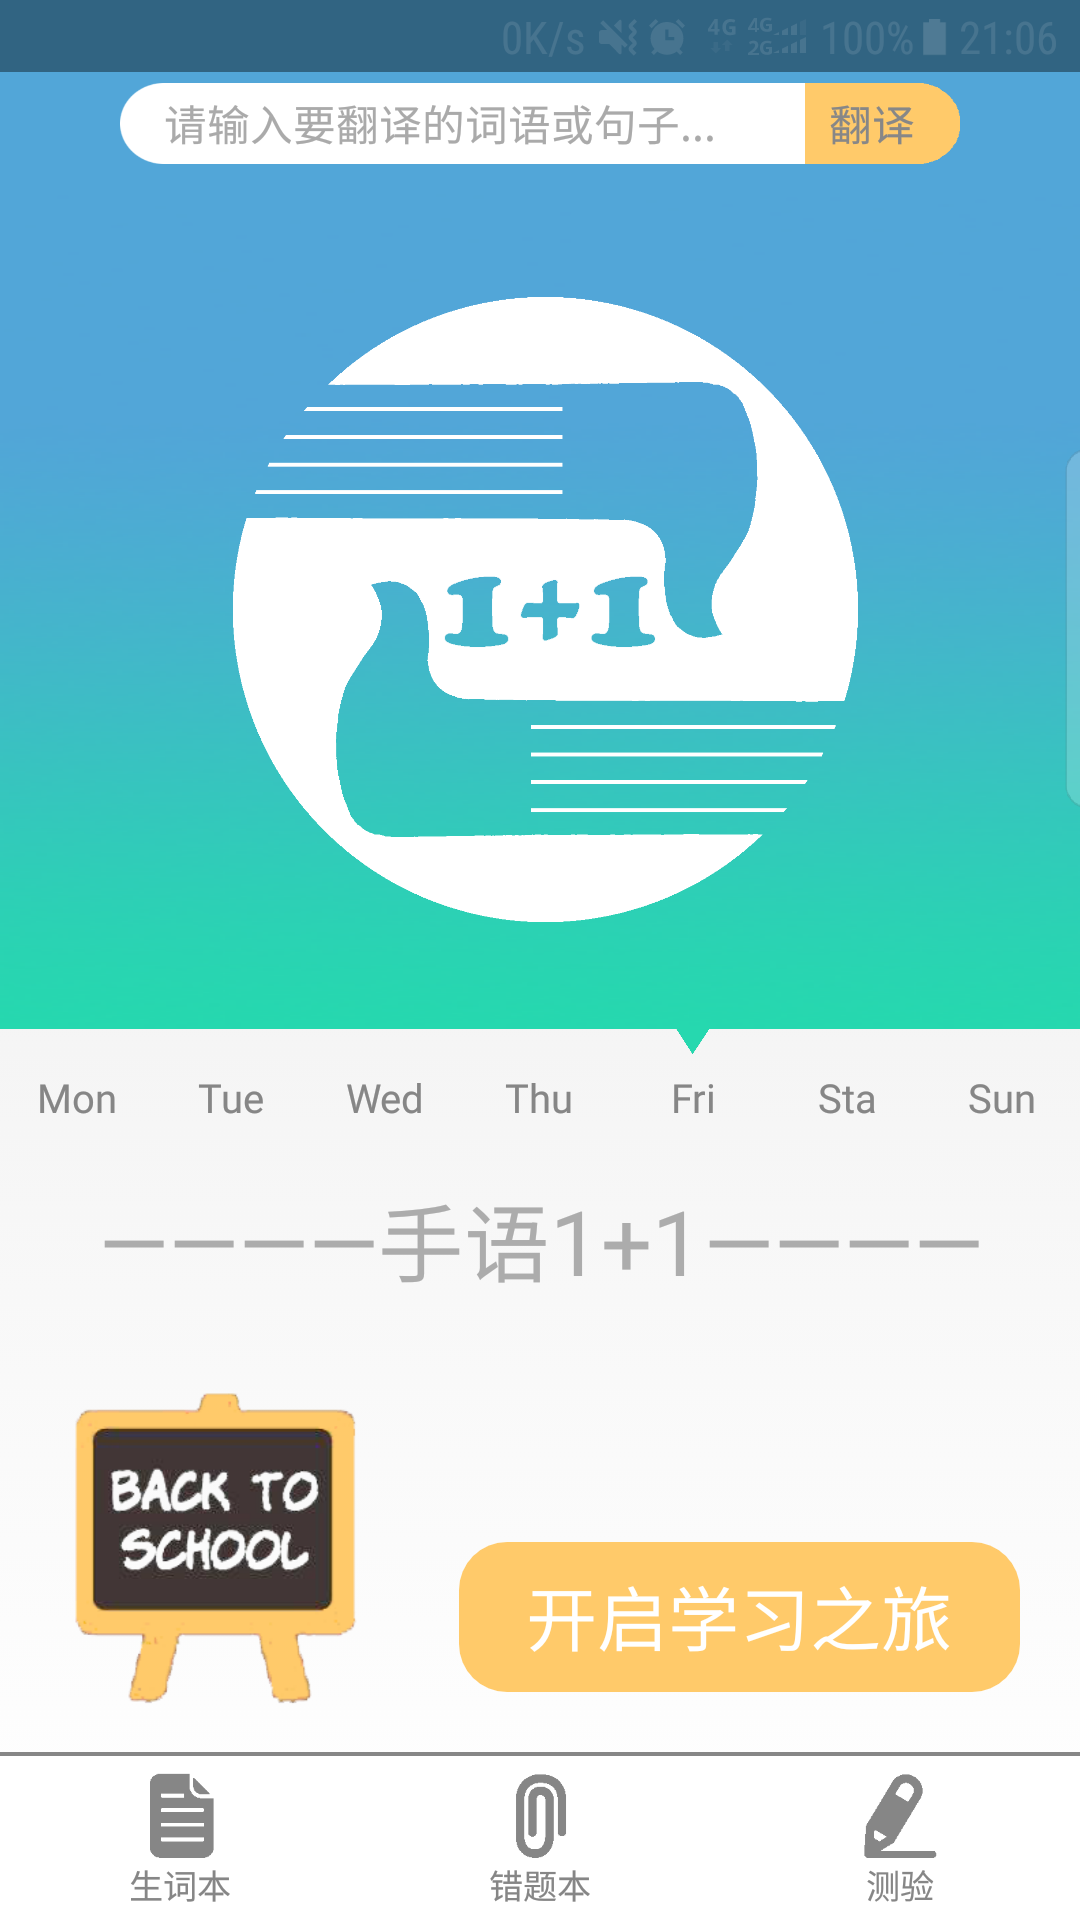 0K/s 4G 4G 2G 100% 21:06
请输入要翻译的词语或句子... 翻译
1+1
Mon Tue Wed Thu Fri Sta Sun
————手语1+1————
BACK TO
SCHOOL
开启学习之旅
生词本 错题本 测验